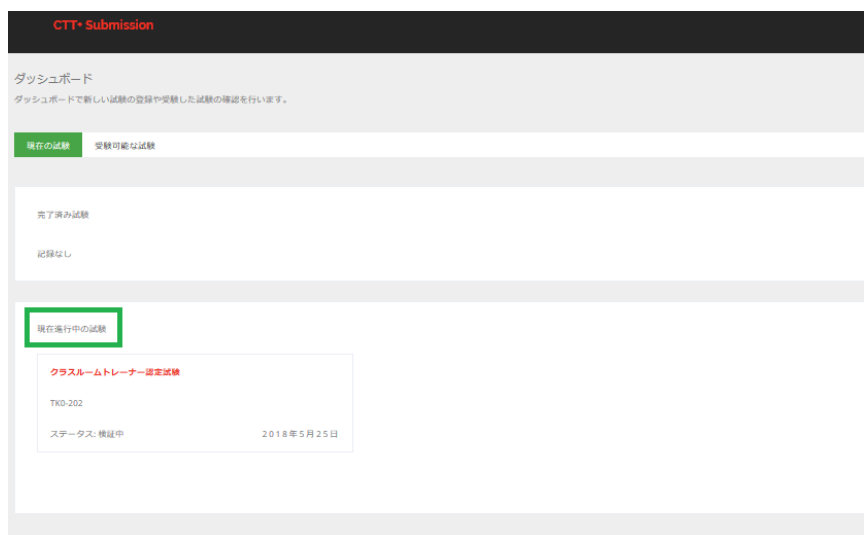 CTT+ Submission
ダッシュボード
ダッシュボードで新しい試験の登録や受験した試験の確認を行います。
現在の試験 受験可能な試験
完了済み試験
記録なし
現在進行中の試験
クラスルームトレーナー認定試験
TK0-202
ステータス: 検証中 2018年5月25日